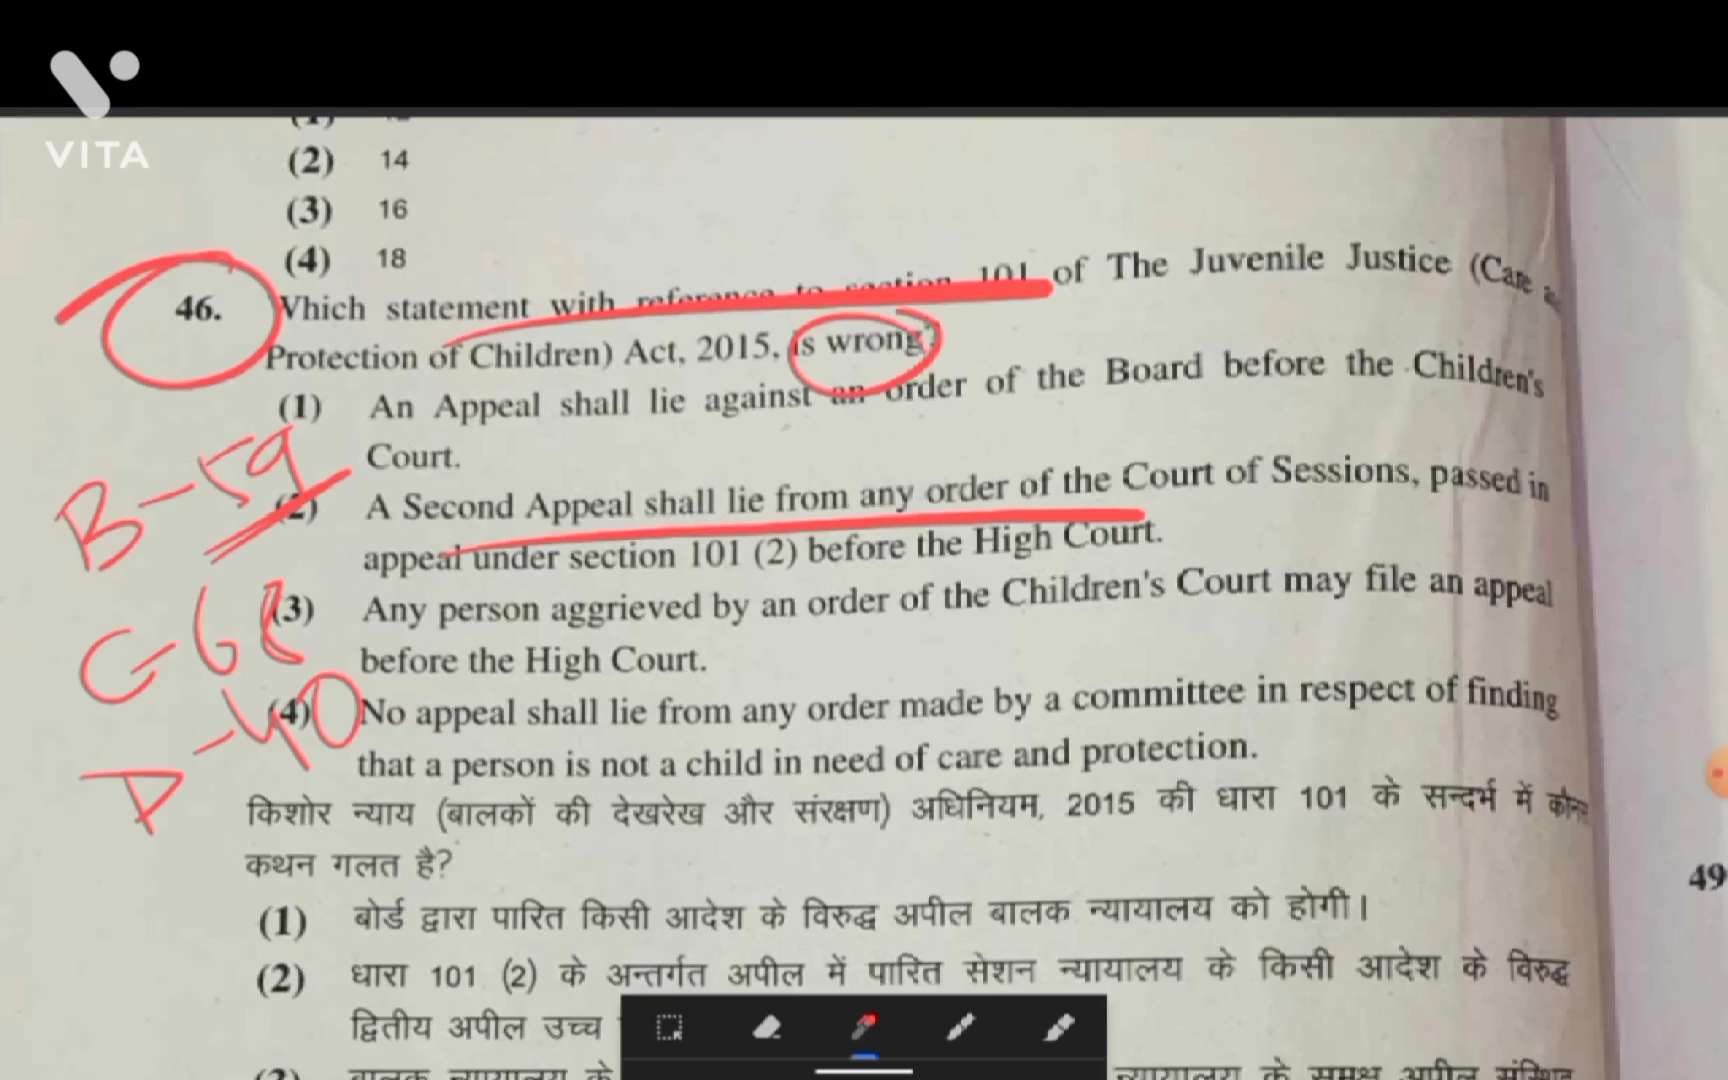 VITA
(2) 14
(3) 16
(4) 18
46. Which statement with reference to section 101 of The Juvenile Justice (Care
Protection of Children) Act, 2015, is wrong?
(1) An Appeal shall lie against an order of the Board before the Children's
Court.
(2) A Second Appeal shall lie from any order of the Court of Sessions, passed in
appeal under section 101 (2) before the High Court.
(3) Any person aggrieved by an order of the Children's Court may file an appeal
before the High Court.
(4) No appeal shall lie from any order made by a committee in respect of finding
that a person is not a child in need of care and protection.
B-59
C-68
D-40
किशोर न्याय (बालकों की देखरेख और संरक्षण) अधिनियम, 2015 की धारा 101 के सन्दर्भ में
कथन गलत है?
49
(1) बोर्ड द्वारा पारित किसी आदेश के विरुद्ध अपील बालक न्यायालय को होगी।
(2) धारा 101 (2) के अन्तर्गत अपील में पारित सेशन न्यायालय के किसी आदेश के विरुद्ध
द्वितीय अपील उच्च
(3) बालक न्यायालय के न्यायालय के समक्ष अपील संस्थित